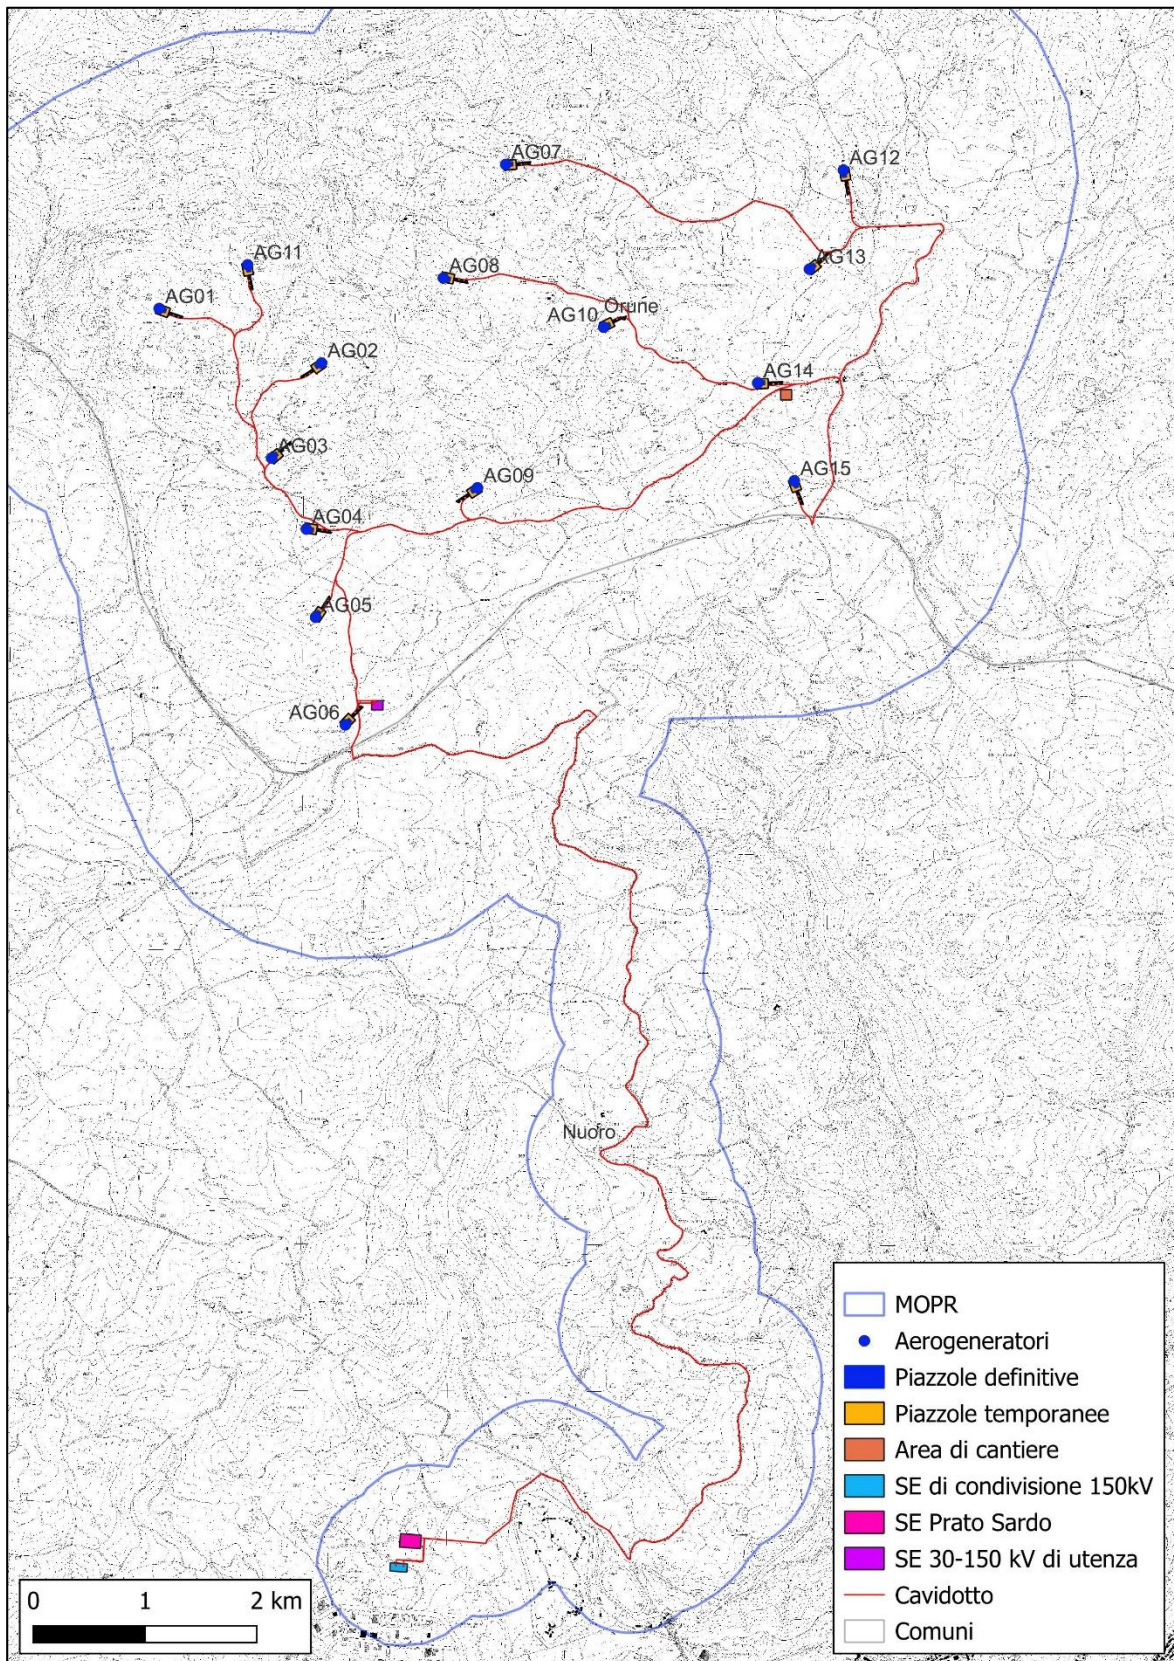 AG07
AG12
AG11
AG08
AG13
AG01
AG10
Orune
AG02
AG14
AG03
AG09
AG15
AG04
AG05
AG06
Nuoro
MOPR
Aerogeneratori
Piazzole definitive
Piazzole temporanee
Area di cantiere
SE di condivisione 150kV
SE Prato Sardo
SE 30-150 kV di utenza
Cavidotto
Comuni
0 1 2 km